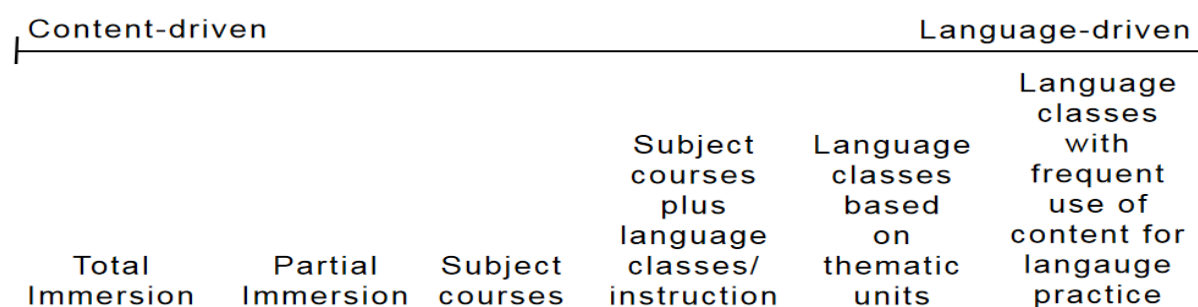 Content-driven
Language-driven
Total
Immersion
Partial
Immersion
Subject
courses
Subject
courses
plus
language
classes/
instruction
Language
classes
based
on
thematic
units
Language
classes
with
frequent
use of
content for
langauge
practice